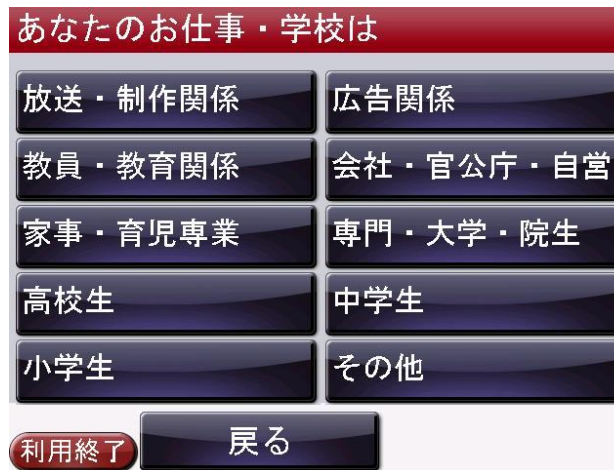 あなたのお仕事・学校は
放送・制作関係
広告関係
教員・教育関係
会社・官公庁・自営
家事・育児専業
専門・大学・院生
高校生
中学生
小学生
その他
利用終了
戻る